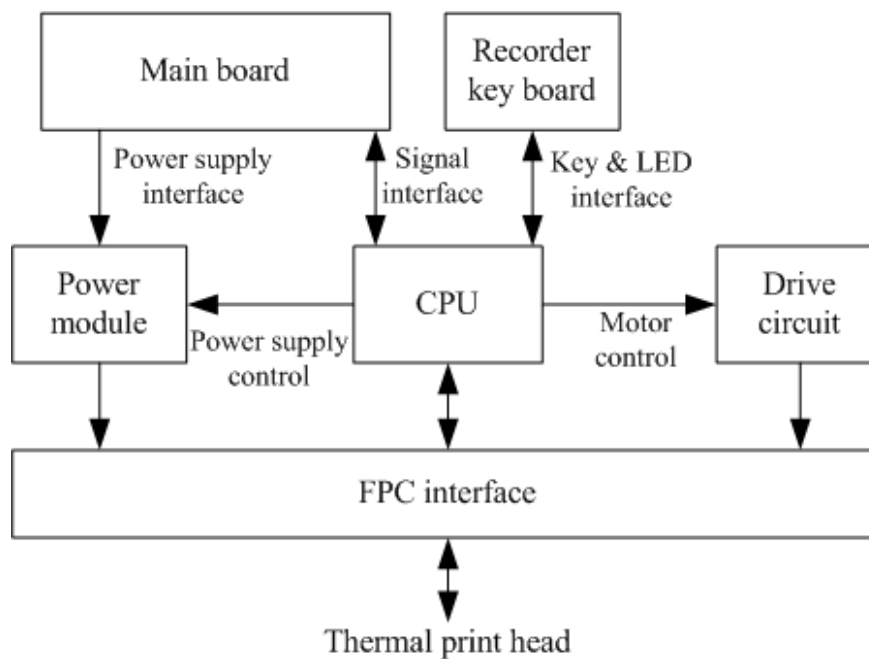 Main board
Recorder
key board
Power supply
interface
Signal
interface
Key & LED
interface
Power
module
CPU
Drive
circuit
Power supply
control
Motor
control
FPC interface
Thermal print head